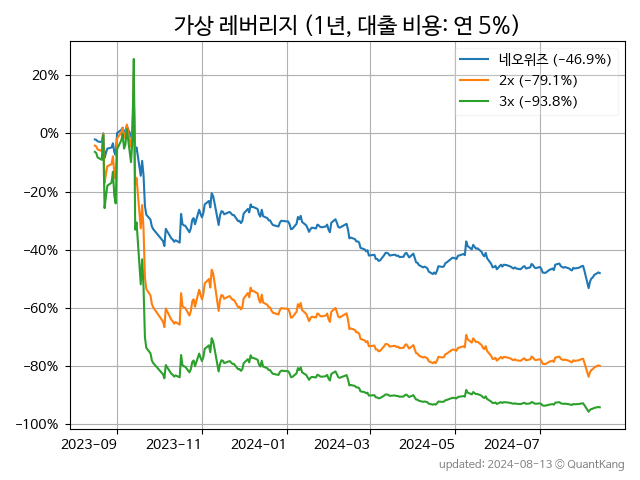 가상 레버리지 (1년, 대출 비용: 연 5%)
네오위즈 (−46.9%)
2x (−79.1%)
3x (−93.8%)
20%
0%
−20%
−40%
−60%
−80%
−100%
2023-09 2023-11 2024-01 2024-03 2024-05 2024-07
updated: 2024-08-13 © QuantKang